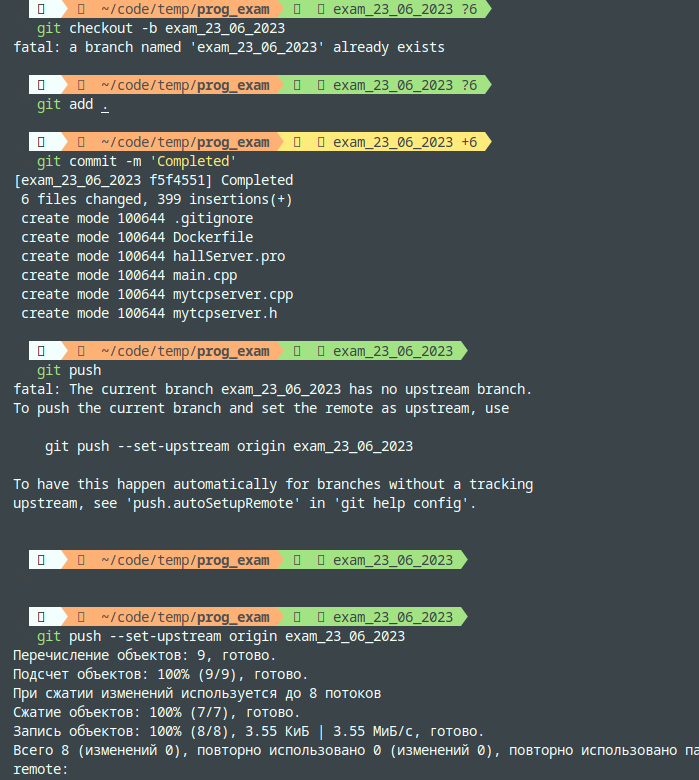 ~/code/temp/prog_exam exam_23_06_2023 ?6
git checkout -b exam_23_06_2023
fatal: a branch named 'exam_23_06_2023' already exists
~/code/temp/prog_exam exam_23_06_2023 ?6
git add .
~/code/temp/prog_exam exam_23_06_2023 +6
git commit -m 'Completed'
[exam_23_06_2023 f5f4551] Completed
6 files changed, 399 insertions(+)
create mode 100644 .gitignore
create mode 100644 Dockerfile
create mode 100644 hallServer.pro
create mode 100644 main.cpp
create mode 100644 mytcpserver.cpp
create mode 100644 mytcpserver.h
~/code/temp/prog_exam exam_23_06_2023
git push
fatal: The current branch exam_23_06_2023 has no upstream branch.
To push the current branch and set the remote as upstream, use
git push --set-upstream origin exam_23_06_2023
To have this happen automatically for branches without a tracking
upstream, see 'push.autoSetupRemote' in 'git help config'.
~/code/temp/prog_exam exam_23_06_2023
~/code/temp/prog_exam exam_23_06_2023
git push --set-upstream origin exam_23_06_2023
Перечисление объектов: 9, готово.
Подсчет объектов: 100% (9/9), готово.
При сжатии изменений используется до 8 потоков
Сжатие объектов: 100% (7/7), готово.
Запись объектов: 100% (8/8), 3.55 КиБ | 3.55 МиБ/с, готово.
Всего 8 (изменений 0), повторно использовано 0 (изменений 0), повторно использовано па
remote: